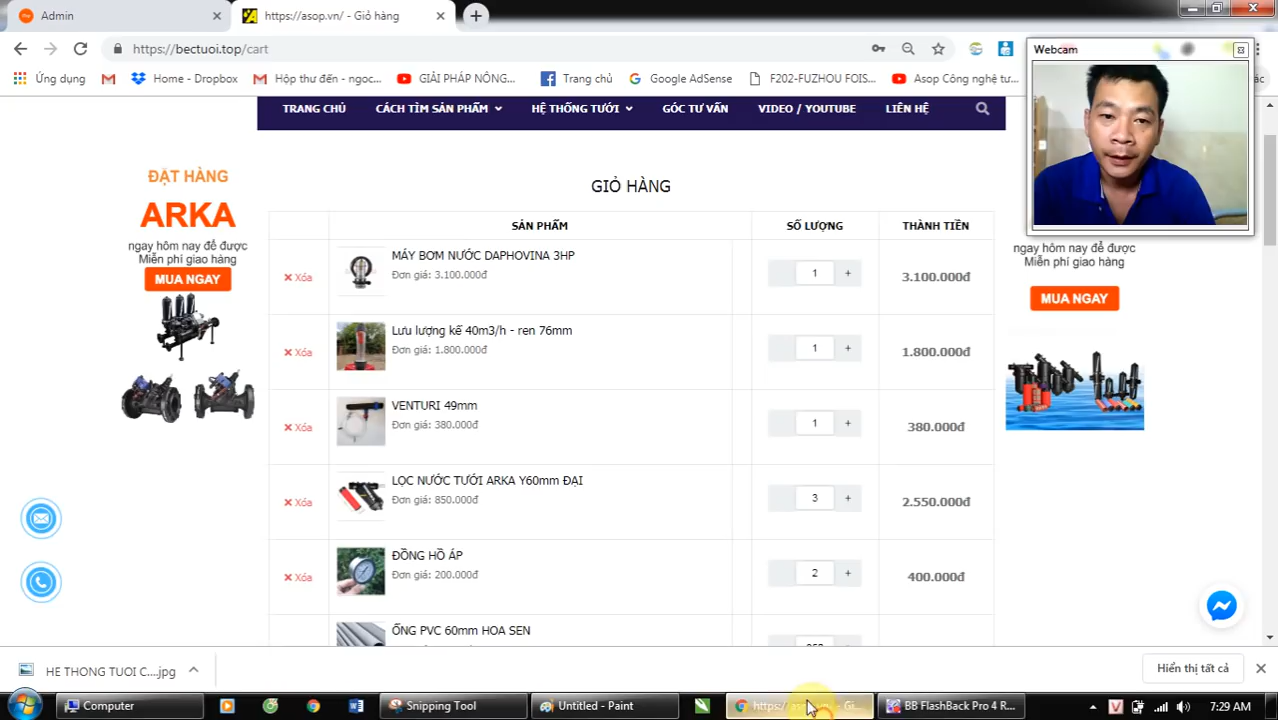 Admin
https://asop.vn/ - Giỏ hàng
https://bectuoi.top/cart
Webcam
Ứng dụng
Home - Dropbox
Hộp thư đến - ngoc...
GIẢI PHÁP NÔNG...
Trang chủ
Google AdSense
F202-FUZHOU FOIS...
Asop Công nghệ tư...
TRANG CHỦ
CÁCH TÌM SẢN PHẨM
HỆ THỐNG TƯỚI
GÓC TƯ VẤN
VIDEO / YOUTUBE
LIÊN HỆ
ĐẶT HÀNG
ARKA
ngay hôm nay để được
Miễn phí giao hàng
MUA NGAY
GIỎ HÀNG
SẢN PHẨM
SỐ LƯỢNG
THÀNH TIỀN
Xóa
MÁY BƠM NƯỚC DAPHOVINA 3HP
Đơn giá: 3.100.000đ
1 +
3.100.000đ
Xóa
Lưu lượng kế 40m3/h - ren 76mm
Đơn giá: 1.800.000đ
1 +
1.800.000đ
Xóa
VENTURI 49mm
Đơn giá: 380.000đ
1 +
380.000đ
Xóa
LỌC NƯỚC TƯỚI ARKA Y60mm ĐẠI
Đơn giá: 850.000đ
3 +
2.550.000đ
Xóa
ĐỒNG HỒ ÁP
Đơn giá: 200.000đ
2 +
400.000đ
ỐNG PVC 60mm HOA SEN
ngay hôm nay để được
Miễn phí giao hàng
MUA NGAY
HE THONG TUOI C....jpg
Hiển thị tất cả
Computer
Snipping Tool
Untitled - Paint
BB FlashBack Pro 4 R...
7:29 AM